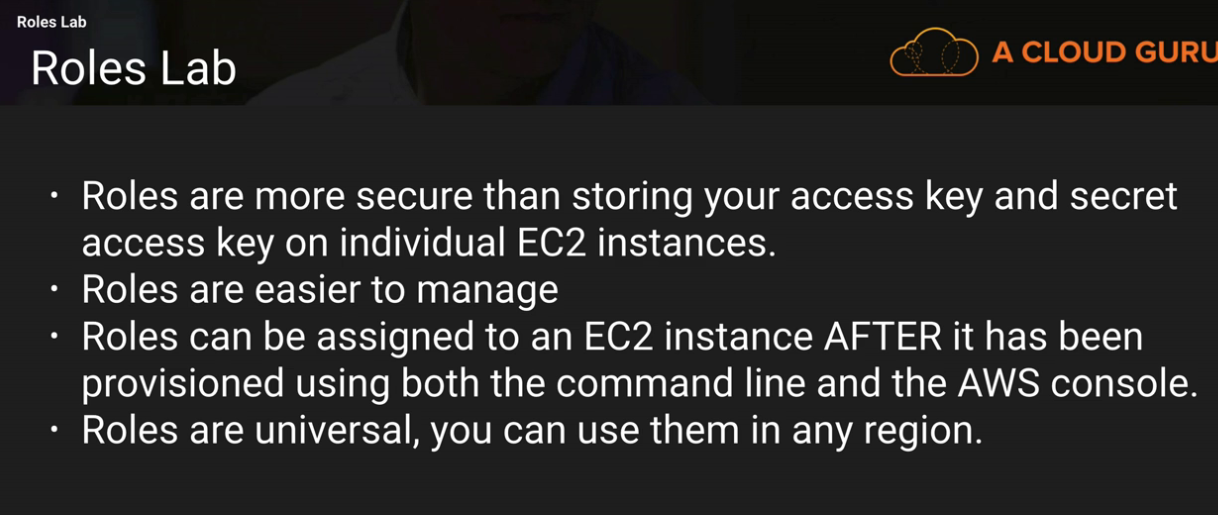 Roles Lab
Roles Lab
A CLOUD GURU
• Roles are more secure than storing your access key and secret
access key on individual EC2 instances.
• Roles are easier to manage
• Roles can be assigned to an EC2 instance AFTER it has been
provisioned using both the command line and the AWS console.
• Roles are universal, you can use them in any region.